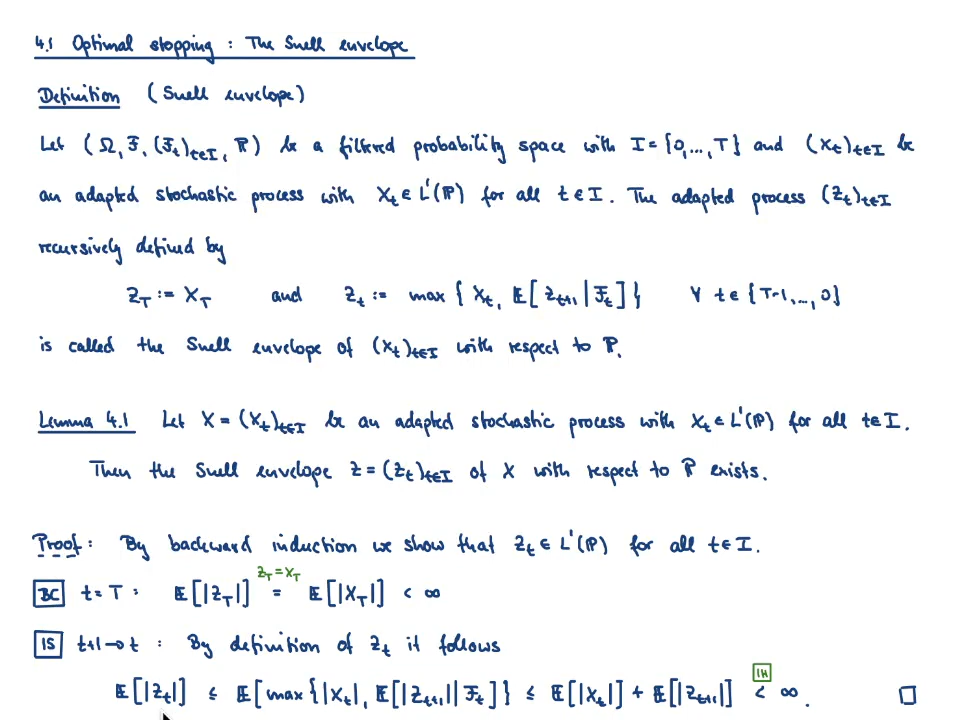 4.1 Optimal stopping : The Snell envelope
Definition (Snell envelope)
Let (Ω, 𝓕, (𝓕_t)_{t∈I}, ℙ) be a filtered probability space with I = {0,...,T} and (X_t)_{t∈I} be
an adapted stochastic process with X_t ∈ L¹(ℙ) for all t ∈ I. The adapted process (Z_t)_{t∈I}
recursively defined by
Z_T := X_T and Z_t := max { X_t, 𝔼[ Z_{t+1} | 𝓕_t ] } ∀ t ∈ { T-1,...,0}
is called the Snell envelope of (X_t)_{t∈I} with respect to ℙ.
Lemma 4.1 Let X = (X_t)_{t∈I} be an adapted stochastic process with X_t ∈ L¹(ℙ) for all t∈I.
Then the Snell envelope Z = (Z_t)_{t∈I} of X with respect to ℙ exists.
Proof : By backward induction we show that Z_t ∈ L¹(ℙ) for all t∈I.
Z_T = X_T
BC t = T : 𝔼[|Z_T|] = 𝔼[|X_T|] < ∞
IS t+1 → t : By definition of Z_t it follows
IH
𝔼[|Z_t|] ≤ 𝔼[max{|X_t|, 𝔼[|Z_{t+1}| | 𝓕_t]}] ≤ 𝔼[|X_t|] + 𝔼[|Z_{t+1}|] < ∞. □